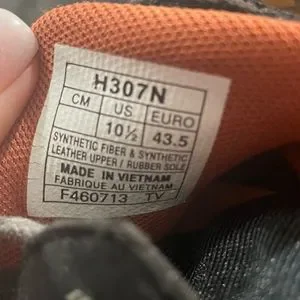 H307N
CM US EURO
10½ 43.5
SYNTHETIC FIBER & SYNTHETIC
LEATHER UPPER / RUBBER SOLE
MADE IN VIETNAM
FABRIQUE AU VIETNAM
F460713 TV